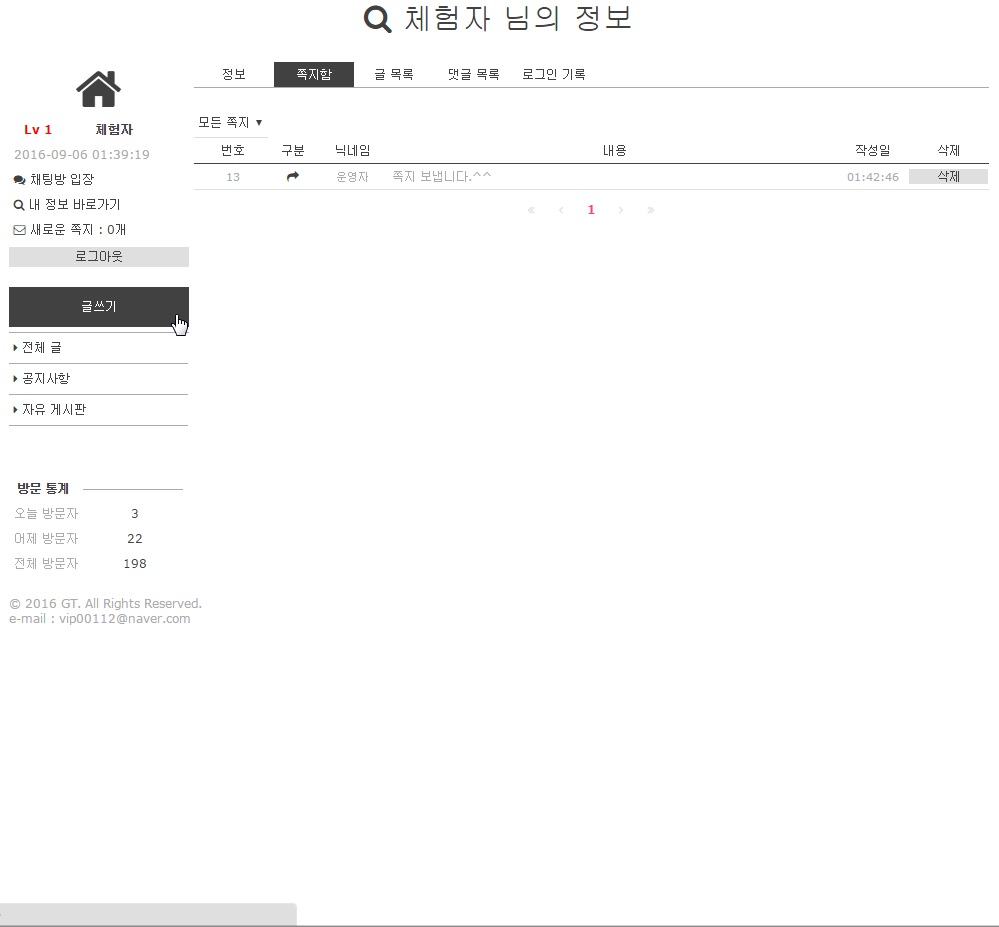 체험자 님의 정보
정보 쪽지함 글 목록 댓글 목록 로그인 기록
Lv 1 체험자
2016-09-06 01:39:19
채팅방 입장
내 정보 바로가기
새로운 쪽지 : 0개
로그아웃
글쓰기
전체 글
공지사항
자유 게시판
방문 통계
오늘 방문자 3
어제 방문자 22
전체 방문자 198
© 2016 GT. All Rights Reserved.
e-mail : vip00112@naver.com
모든 쪽지 ▼
번호 구분 닉네임 내용 작성일 삭제
13 운영자 쪽지 보냅니다.^^ 01:42:46 삭제
« ‹ 1 › »